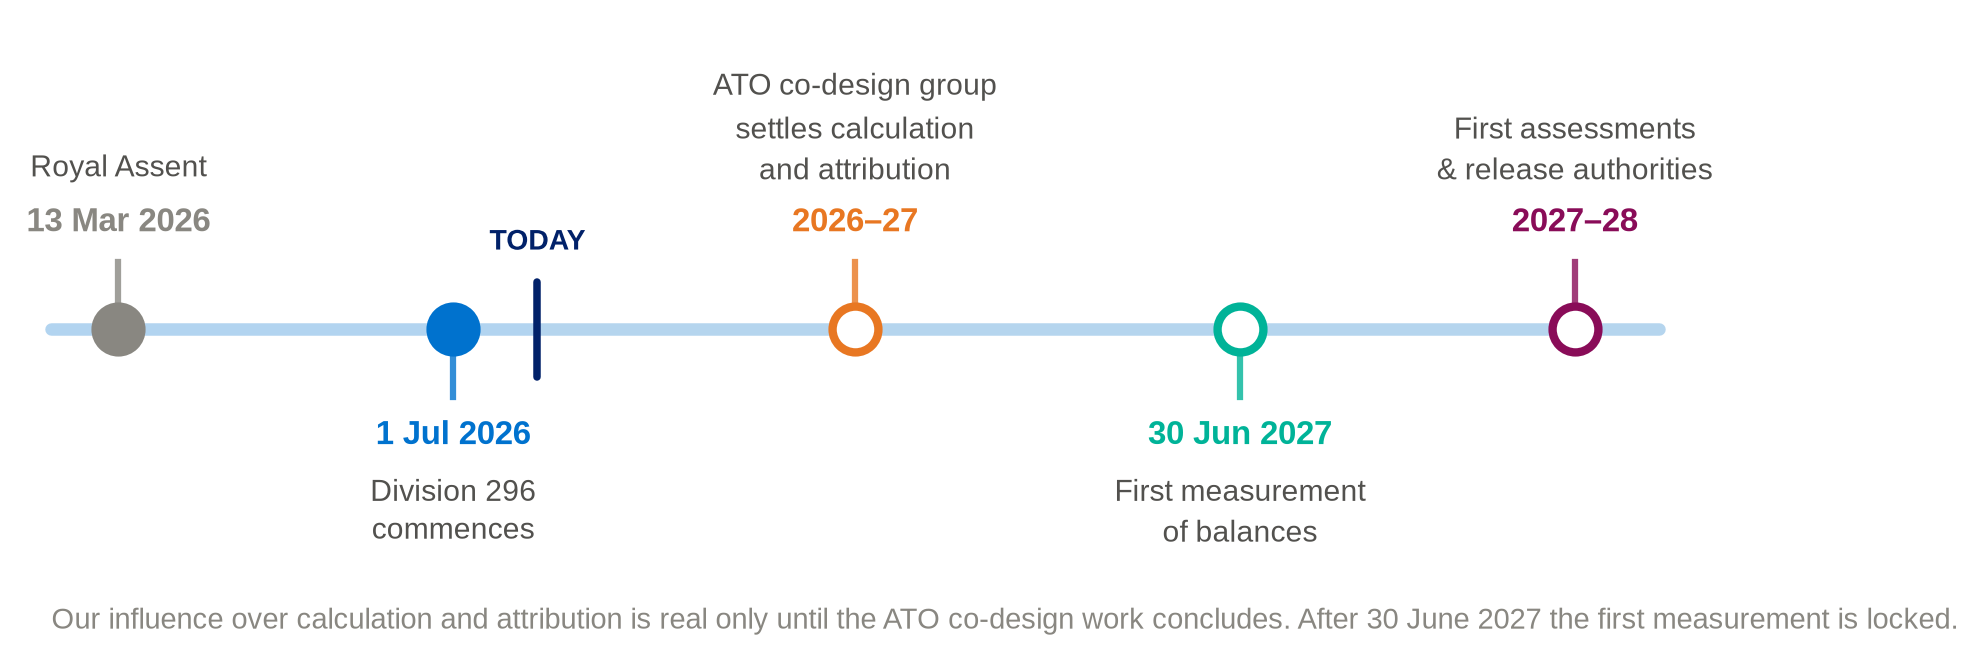 Royal Assent
13 Mar 2026
TODAY
1 Jul 2026
Division 296
commences
ATO co-design group
settles calculation
and attribution
2026–27
30 Jun 2027
First measurement
of balances
First assessments
& release authorities
2027–28
Our influence over calculation and attribution is real only until the ATO co-design work concludes. After 30 June 2027 the first measurement is locked.